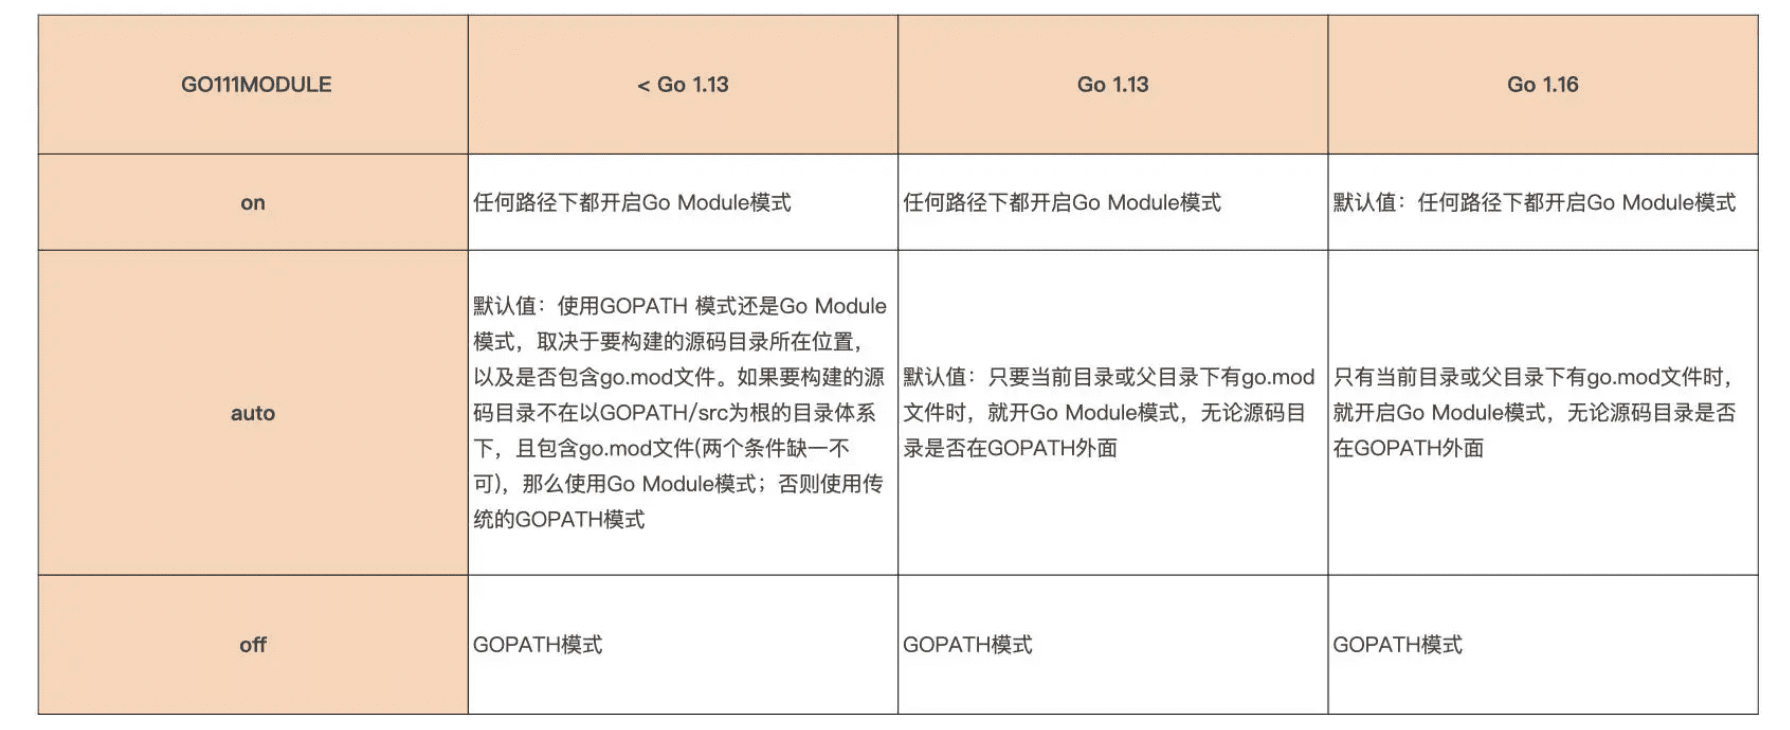 GO111MODULE
< Go 1.13
Go 1.13
Go 1.16
on
任何路径下都开启Go Module模式
任何路径下都开启Go Module模式
默认值：任何路径下都开启Go Module模式
auto
默认值：使用GOPATH 模式还是Go Module
模式，取决于要构建的源码目录所在位置，
以及是否包含go.mod文件。如果要构建的源
码目录不在以GOPATH/src为根的目录体系
下，且包含go.mod文件(两个条件缺一不
可)，那么使用Go Module模式；否则使用传
统的GOPATH模式
默认值：只要当前目录或父目录下有go.mod
文件时，就开Go Module模式，无论源码目
录是否在GOPATH外面
只有当前目录或父目录下有go.mod文件时，
就开启Go Module模式，无论源码目录是否
在GOPATH外面
off
GOPATH模式
GOPATH模式
GOPATH模式